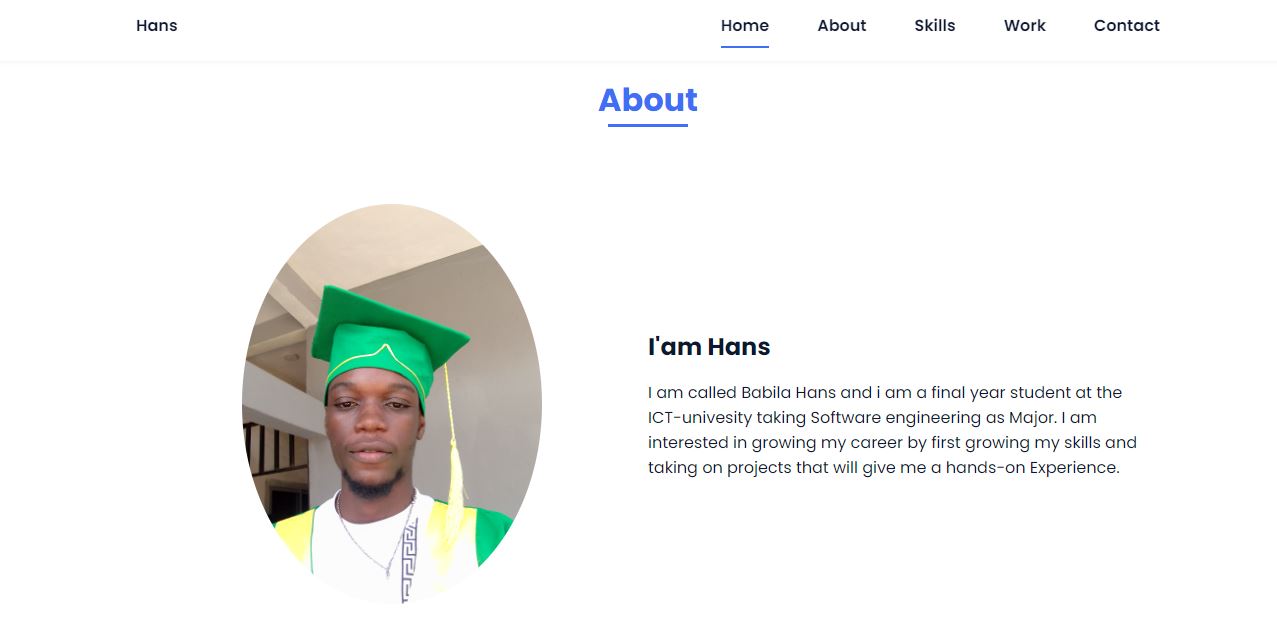 Hans
Home About Skills Work Contact
About
I'am Hans
I am called Babila Hans and i am a final year student at the
ICT-univesity taking Software engineering as Major. I am
interested in growing my career by first growing my skills and
taking on projects that will give me a hands-on Experience.